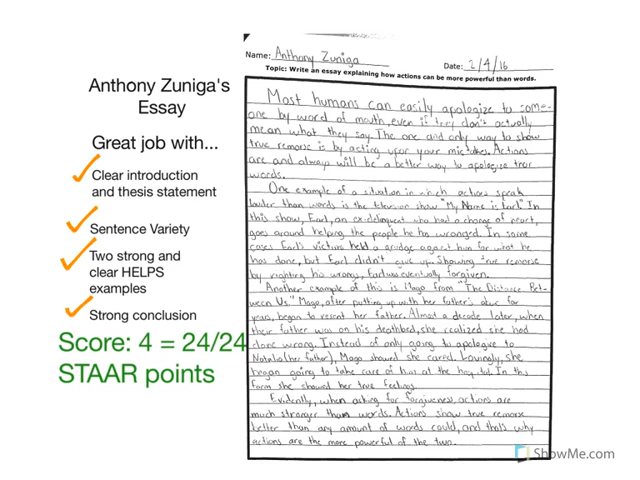 Anthony Zuniga's
Essay
Great job with...
Clear introduction
and thesis statement
Sentence Variety
Two strong and
clear HELPS
examples
Strong conclusion
Score: 4 = 24/24
STAAR points
Name: Anthony Zuniga
Date: 2/4/16
Topic: Write an essay explaining how actions can be more powerful than words.
Most humans can easily apologize to some-
one by word of mouth, even if they don't actually
mean what they say. The one and only way to show
true remorse is by acting upon your mistakes. Actions
are and always will be a better way to apologize than
words.
One example of a situation in which actions speak
louder than words is the television show "My Name is Earl." In
this show, Earl, an ex-delinquent who had a change of heart,
goes around helping the people he has wronged. In some
cases Earl's victims held a grudge against him for what he
has done, but Earl didn't give up. Showing true remorse
by righting his wrongs, Earl was eventually forgiven.
Another example of this is Mago from "The Distance Bet-
ween Us." Mago, after putting up with her father's abuse for
years, began to resent her father. Almost a decade later, when
their father was on his deathbed, she realized she had
done wrong. Instead of only going to apologize to
Natalio (her father), Mago showed she cared. Lovingly, she
began going to take care of him at the hospital. In this
form she showed her true feelings.
Evidently, when asking for forgiveness, actions are
much stronger than words. Actions show true remorse
better than any amount of words could, and that's why
actions are the more powerful of the two.
ShowMe.com